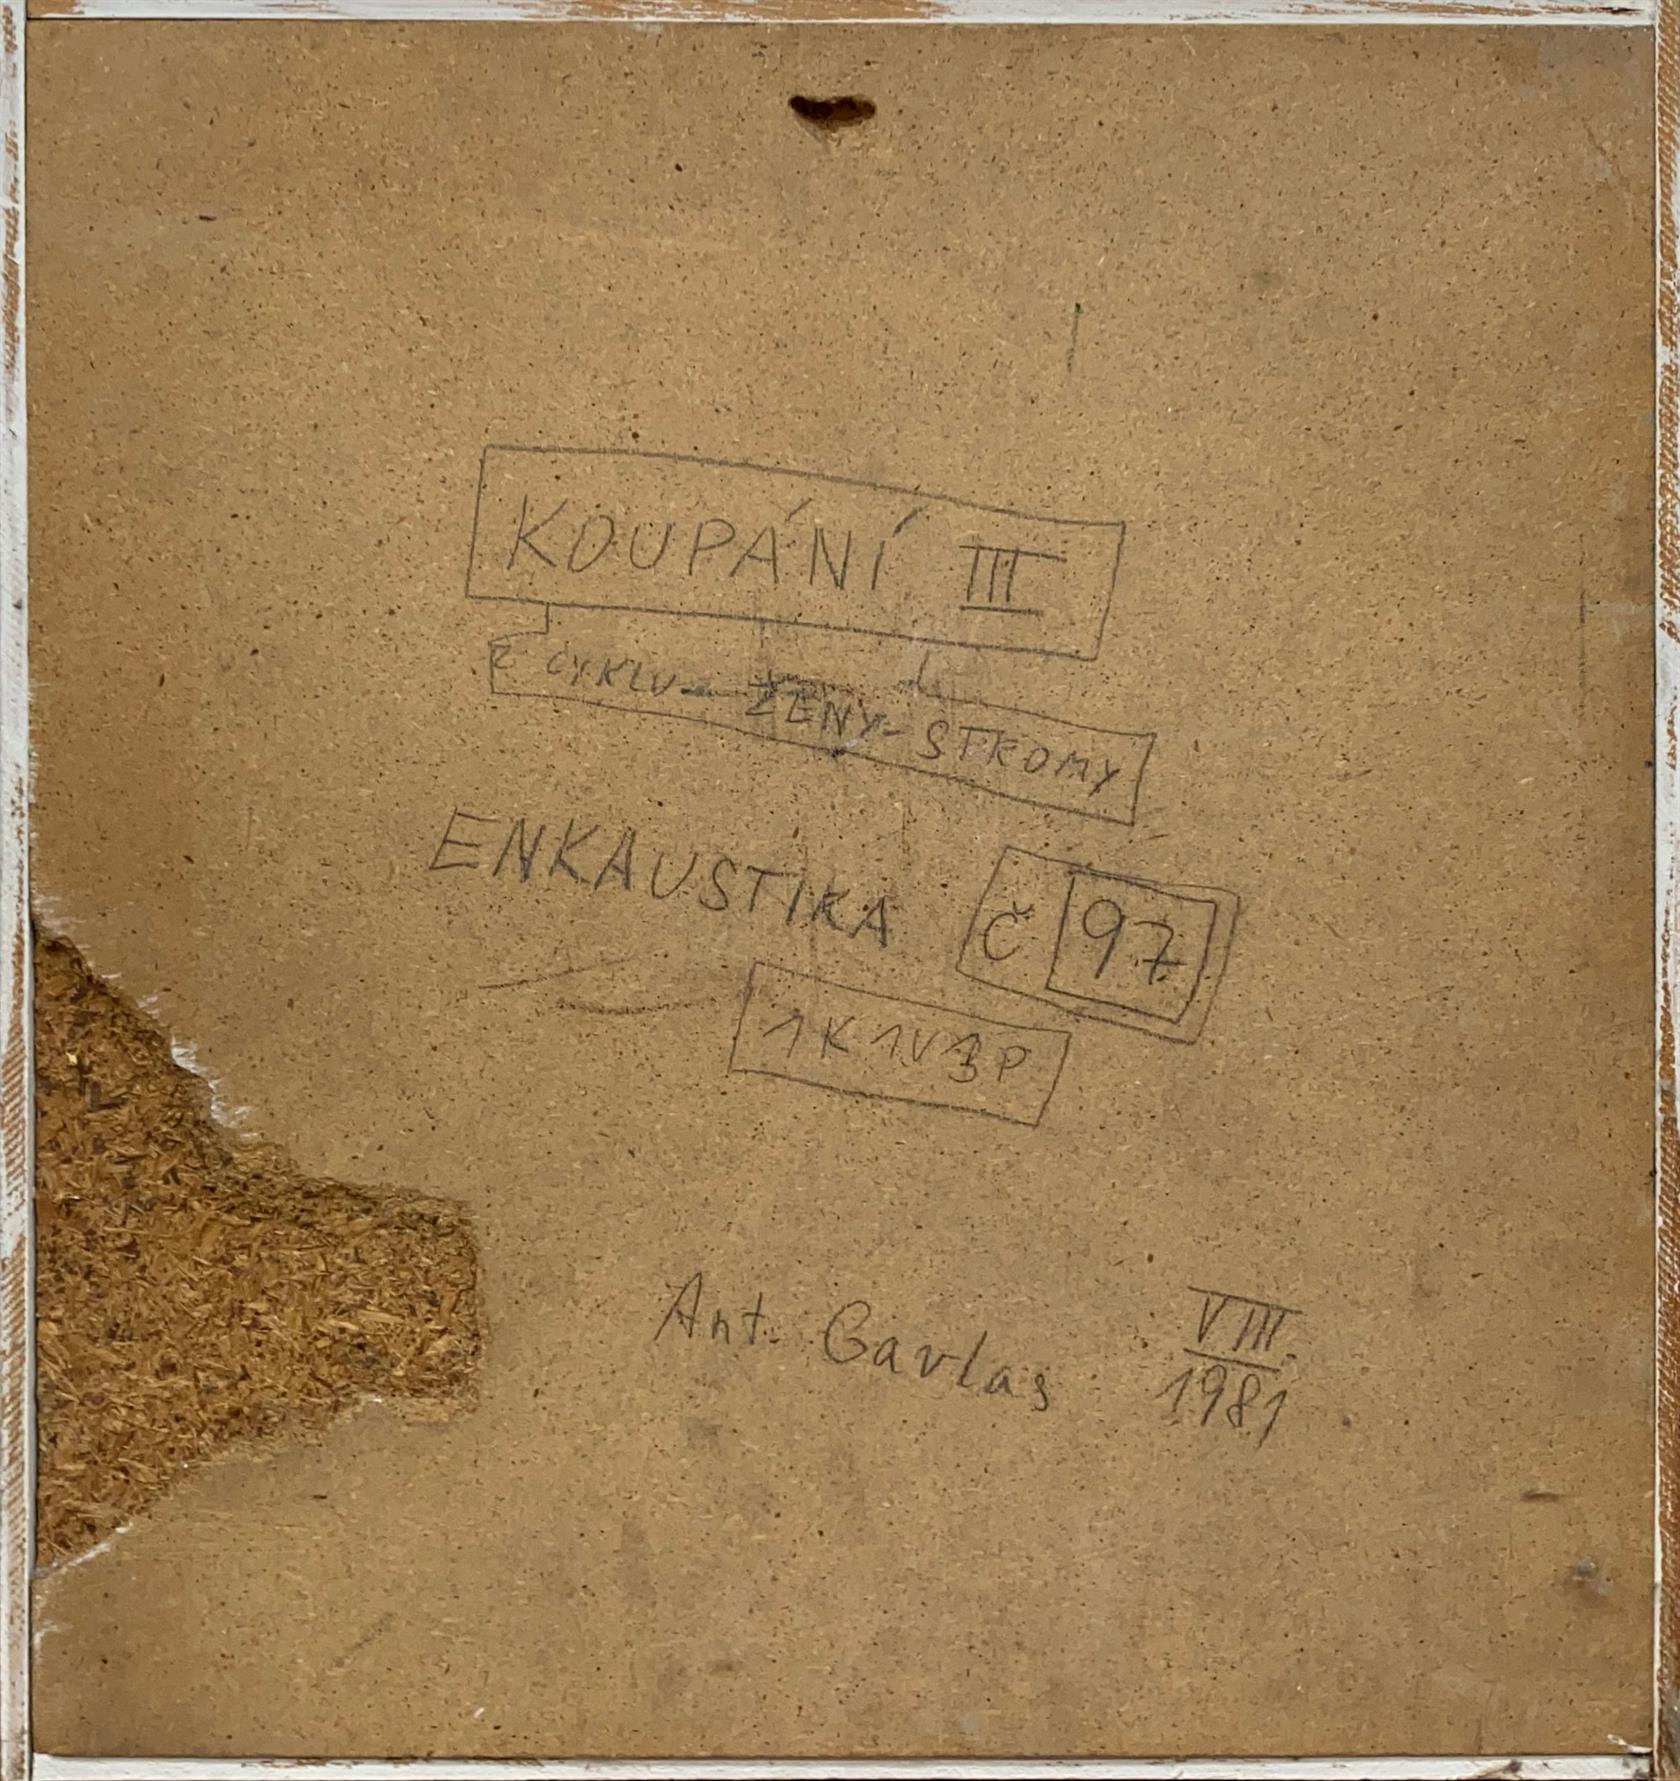 KOUPÁNÍ III
Z CYKLU - ŽENY - STROMY
ENKAUSTIKA Č 97
1K1V3P
Ant. Gavlas VIII. 1981